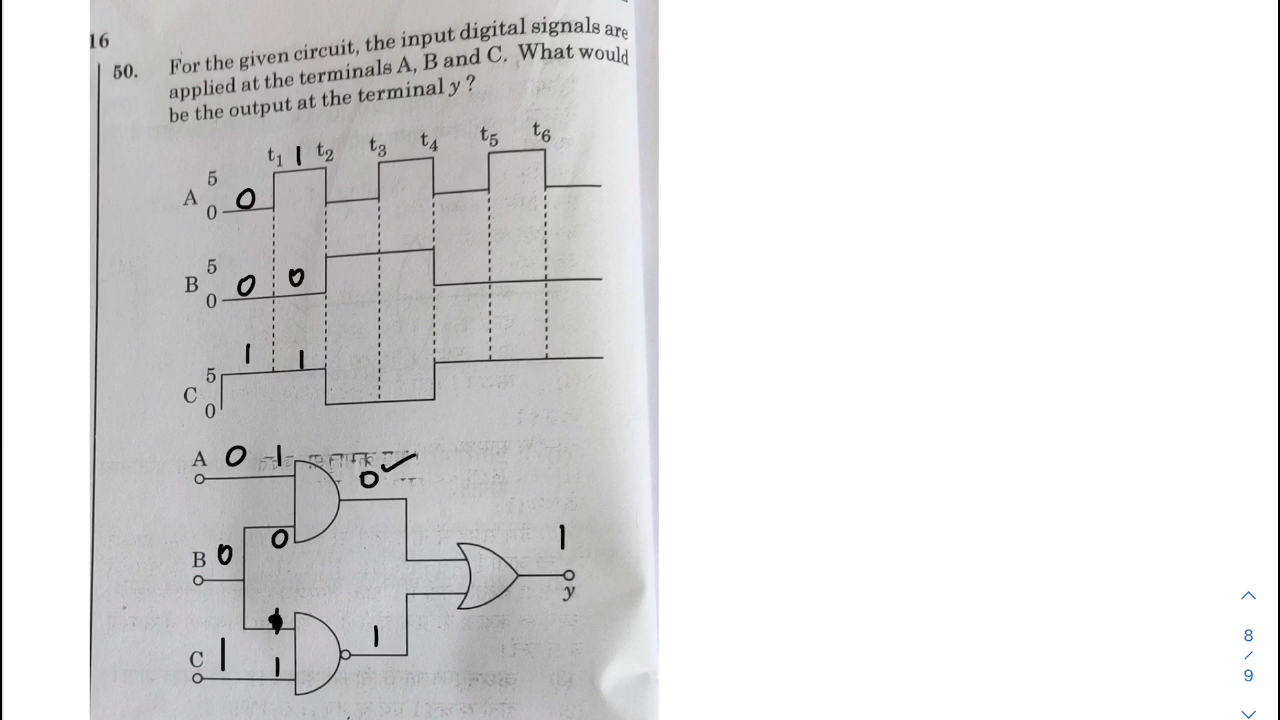 16
50. For the given circuit, the input digital signals are
applied at the terminals A, B and C. What would
be the output at the terminal y ?
t1 1 t2 t3 t4 t5 t6
A 5 0 0
B 5 0 0 0
C 5 0 1 1
A 0 1 0 ✓
B 0 0
1
y
C 1 1 1
8
/
9